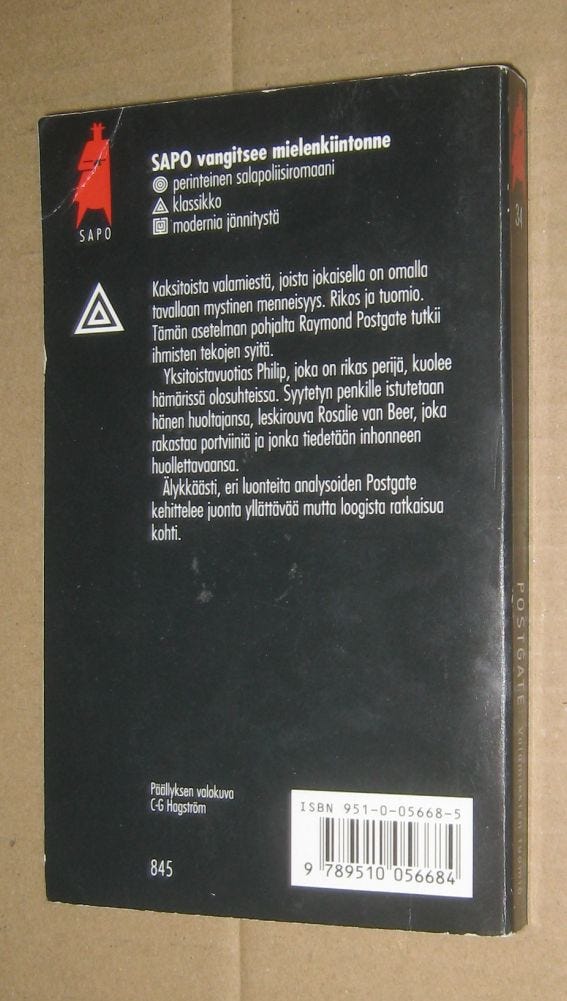 SAPO
SAPO vangitsee mielenkiintonne
perinteinen salapoliisiromaani
klassikko
modernia jännitystä
Kaksitoista valamiestä, joista jokaisella on omalla
tavallaan mystinen menneisyys. Rikos ja tuomio.
Tämän asetelman pohjalta Raymond Postgate tutkii
ihmisten tekojen syitä.
Yksitoistavuotias Philip, joka on rikas perijä, kuolee
hämärissä olosuhteissa. Syytetyn penkille istutetaan
hänen huoltajansa, leskirouva Rosalie van Beer, joka
rakastaa portviiniä ja jonka tiedetään inhonneen
huollettavaansa.
Älykkäästi, eri luonteita analysoiden Postgate
kehittelee juonta yllättävää mutta loogista ratkaisua
kohti.
Päällyksen valokuva
C-G Hagström
845
ISBN 951-0-05668-5
9 789510 056684
34
POSTGATE Valamiesten tuomio